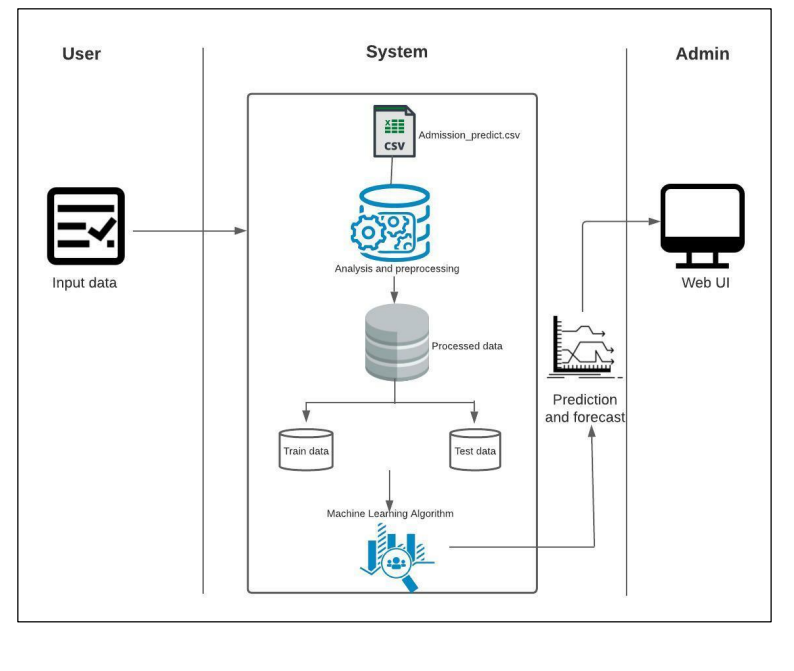 User
System
Admin
CSV
Admission_predict.csv
Input data
Analysis and preprocessing
Web UI
Processed data
Prediction
and forecast
Train data
Test data
Machine Learning Algorithm